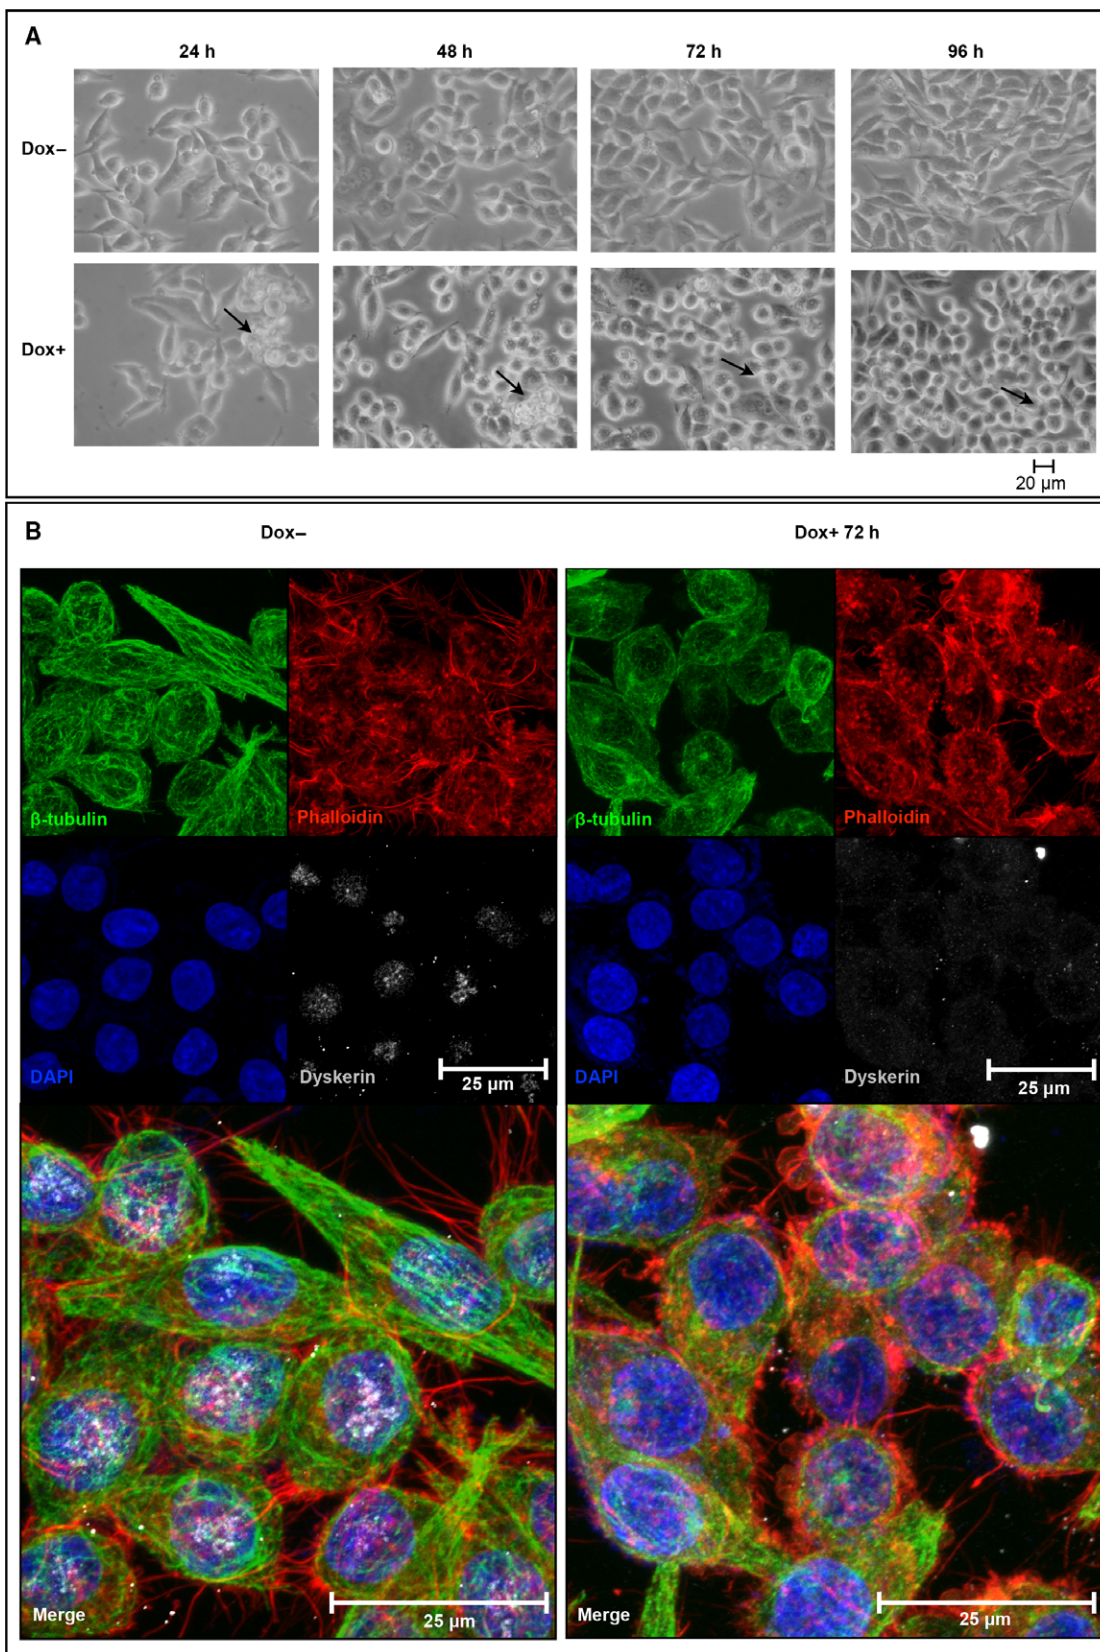 A
24 h 48 h 72 h 96 h
Dox–
Dox+
20 µm
B
Dox– Dox+ 72 h
β-tubulin Phalloidin β-tubulin Phalloidin
DAPI Dyskerin 25 µm DAPI Dyskerin 25 µm
Merge 25 µm Merge 25 µm